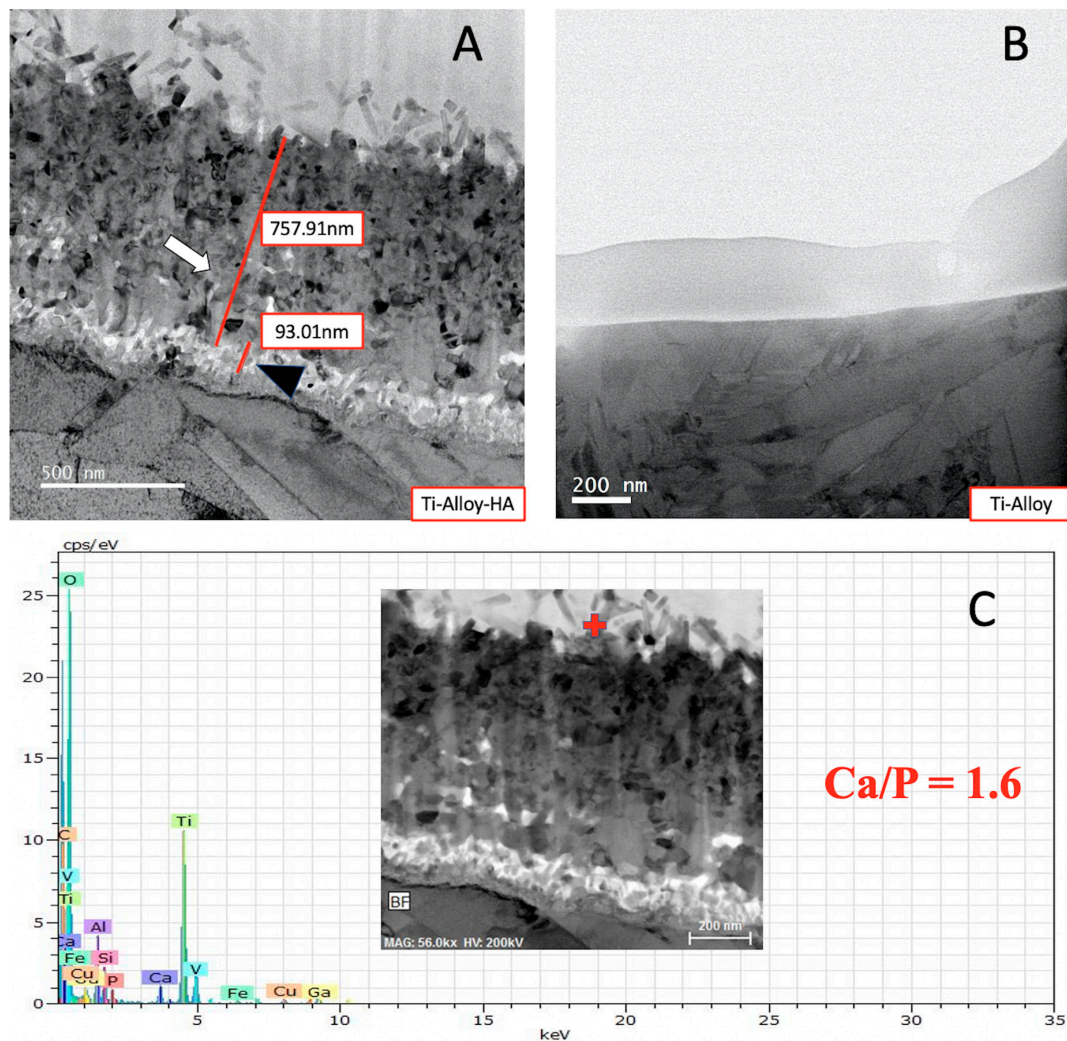 A
757.91nm
93.01nm
500 nm
Ti-Alloy-HA
B
200 nm
Ti-Alloy
cps/eV
C
25
20
15
10
5
0
O
C
V
Ti
Ca
Fe
Cu
Al
Si
P
Ca
Ti
V
Fe
Cu
Ga
5
10
15
20
25
30
35
keV
BF
MAG: 56.0kx HV: 200kV
200 nm
Ca/P = 1.6